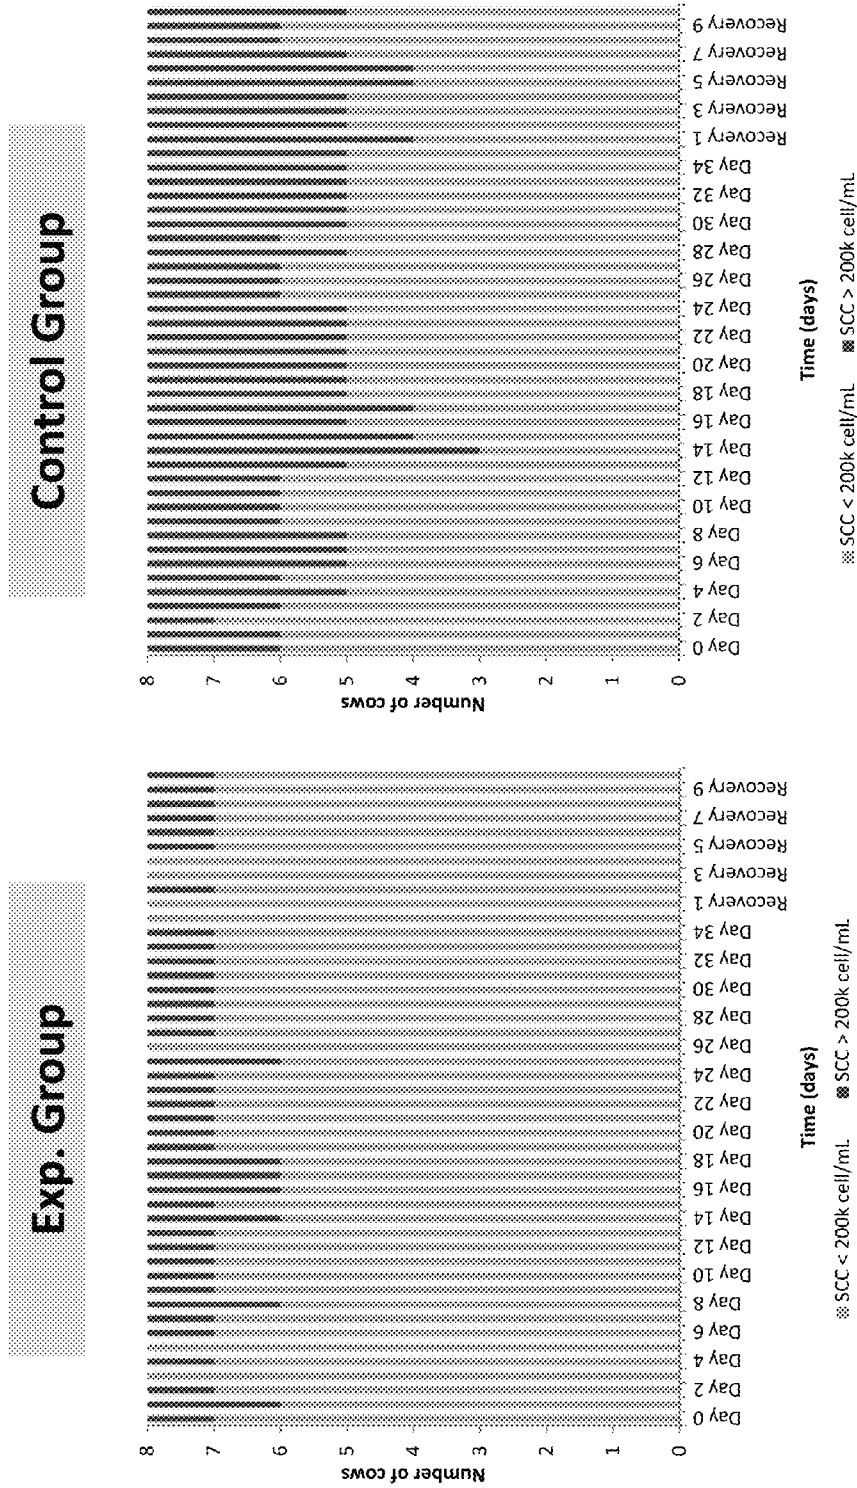 Exp. Group
Number of cows
8
7
6
5
4
3
2
1
0
Day 0
Day 2
Day 4
Day 6
Day 8
Day 10
Day 12
Day 14
Day 16
Day 18
Day 20
Day 22
Day 24
Day 26
Day 28
Day 30
Day 32
Day 34
Recovery 1
Recovery 3
Recovery 5
Recovery 7
Recovery 9
Time (days)
SCC < 200k cell/mL SCC > 200k cell/mL
Control Group
Number of cows
8
7
6
5
4
3
2
1
0
Day 0
Day 2
Day 4
Day 6
Day 8
Day 10
Day 12
Day 14
Day 16
Day 18
Day 20
Day 22
Day 24
Day 26
Day 28
Day 30
Day 32
Day 34
Recovery 1
Recovery 3
Recovery 5
Recovery 7
Recovery 9
Time (days)
SCC < 200k cell/mL SCC > 200k cell/mL